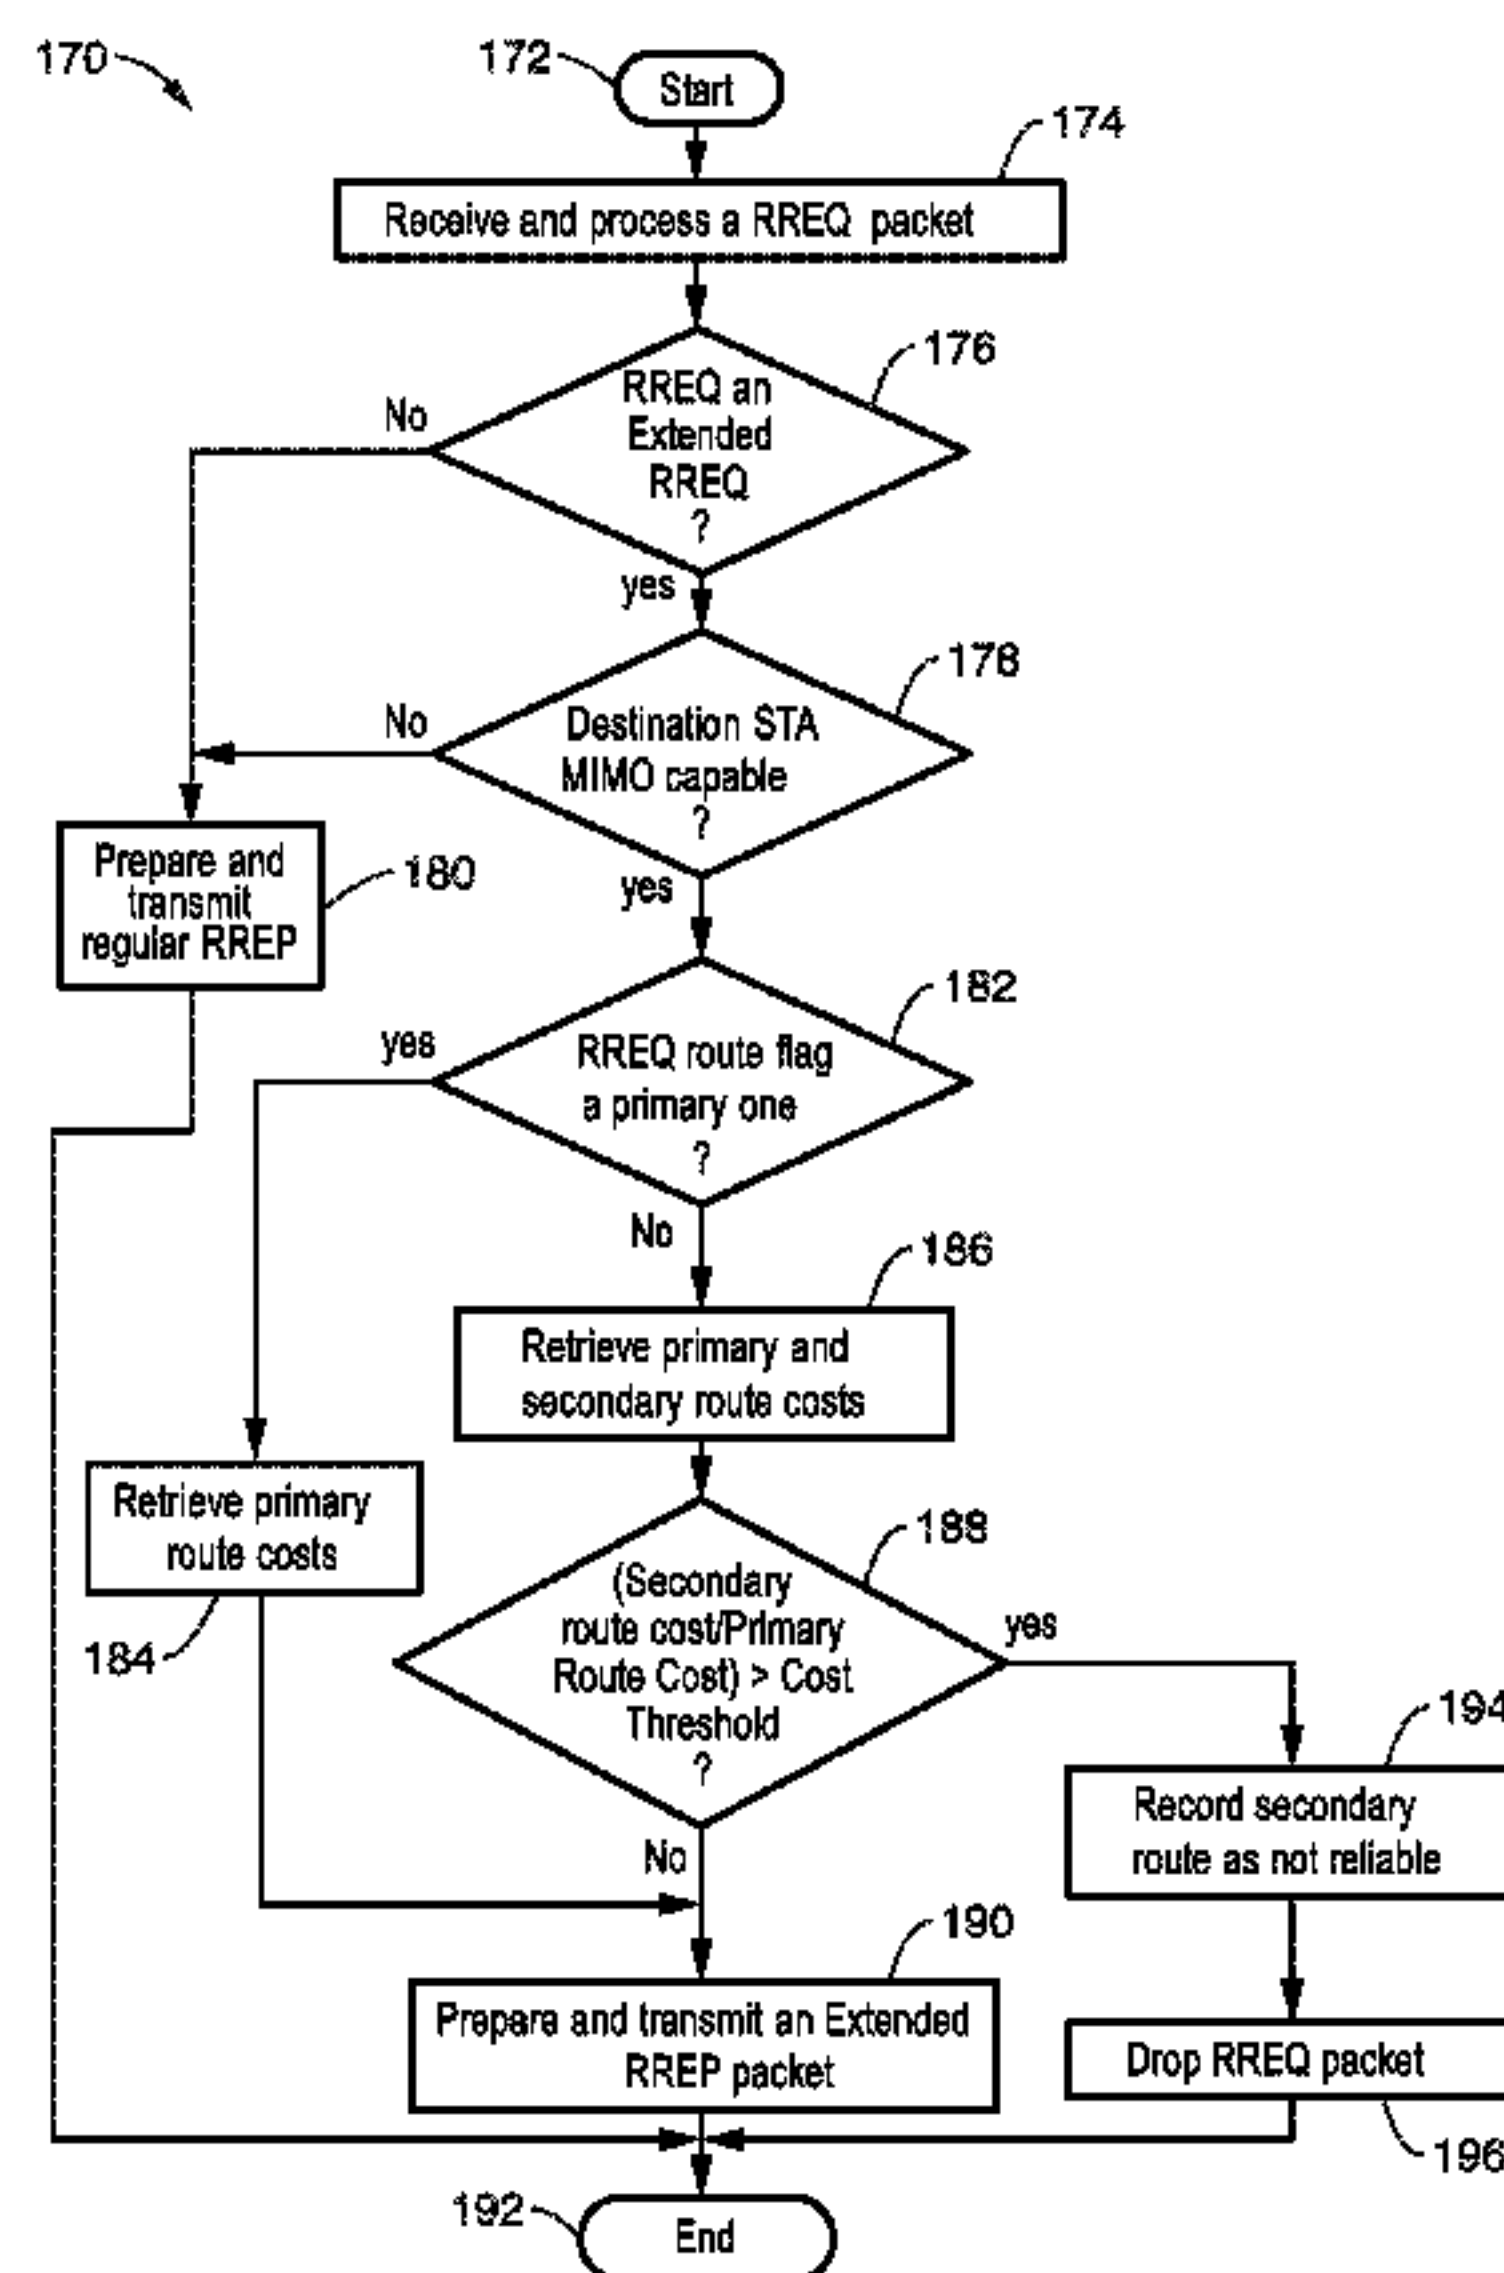 170
172
Start
174
Receive and process a RREQ packet
176
RREQ an
Extended
RREQ
?
No
yes
178
Destination STA
MIMO capable
?
No
yes
Prepare and
transmit
regular RREP
180
182
RREQ route flag
a primary one
?
yes
No
186
Retrieve primary and
secondary route costs
Retrieve primary
route costs
184
188
(Secondary
route cost/Primary
Route Cost) > Cost
Threshold
?
yes
No
194
Record secondary
route as not reliable
190
Prepare and transmit an Extended
RREP packet
Drop RREQ packet
196
192
End